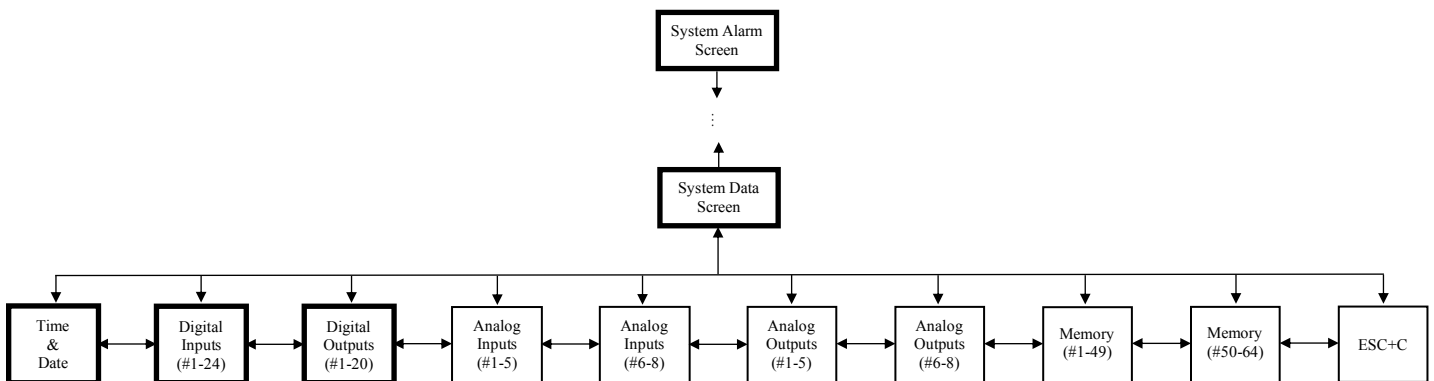 System Alarm
Screen
⋮
System Data
Screen
Time
&
Date
Digital
Inputs
(#1-24)
Digital
Outputs
(#1-20)
Analog
Inputs
(#1-5)
Analog
Inputs
(#6-8)
Analog
Outputs
(#1-5)
Analog
Outputs
(#6-8)
Memory
(#1-49)
Memory
(#50-64)
ESC+C